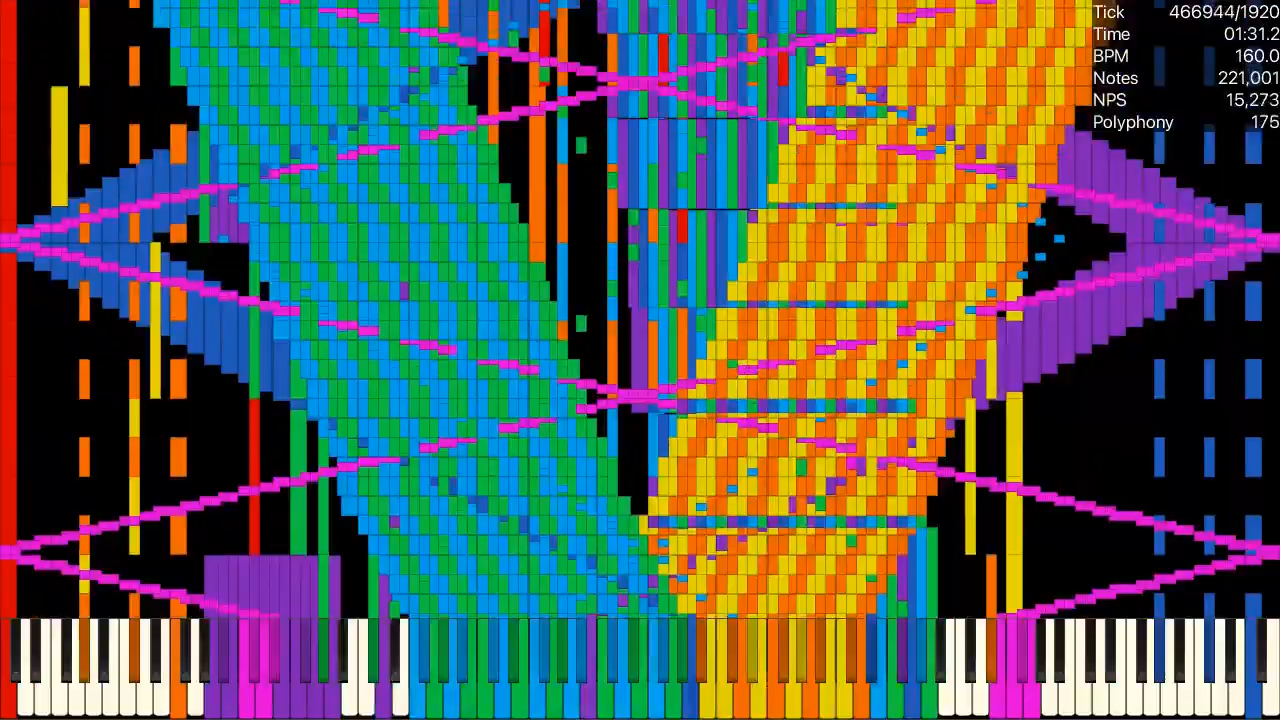 Tick 466944/1920
Time 01:31.2
BPM 160.0
Notes 221,001
NPS 15,273
Polyphony 175